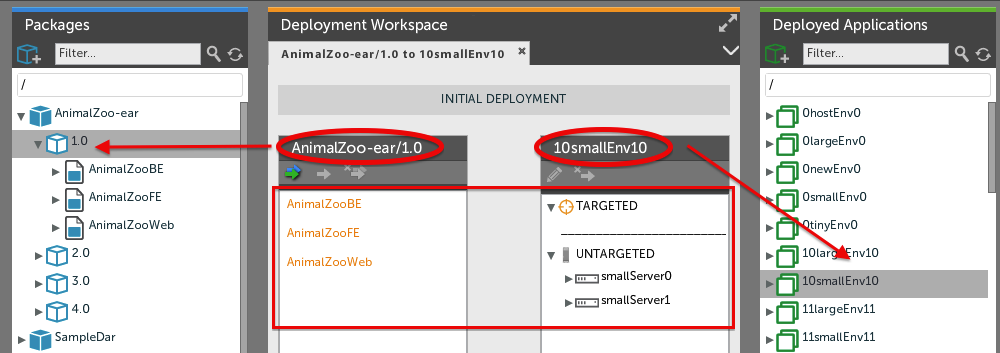 Packages
Filter...
/
AnimalZoo-ear
1.0
AnimalZooBE
AnimalZooFE
AnimalZooWeb
2.0
3.0
4.0
SampleDar
Deployment Workspace
AnimalZoo-ear/1.0 to 10smallEnv10
INITIAL DEPLOYMENT
AnimalZoo-ear/1.0
AnimalZooBE
AnimalZooFE
AnimalZooWeb
10smallEnv10
TARGETED
UNTARGETED
smallServer0
smallServer1
Deployed Applications
Filter...
/
0hostEnv0
0largeEnv0
0newEnv0
0smallEnv0
0tinyEnv0
10largeEnv10
10smallEnv10
11largeEnv11
11smallEnv11